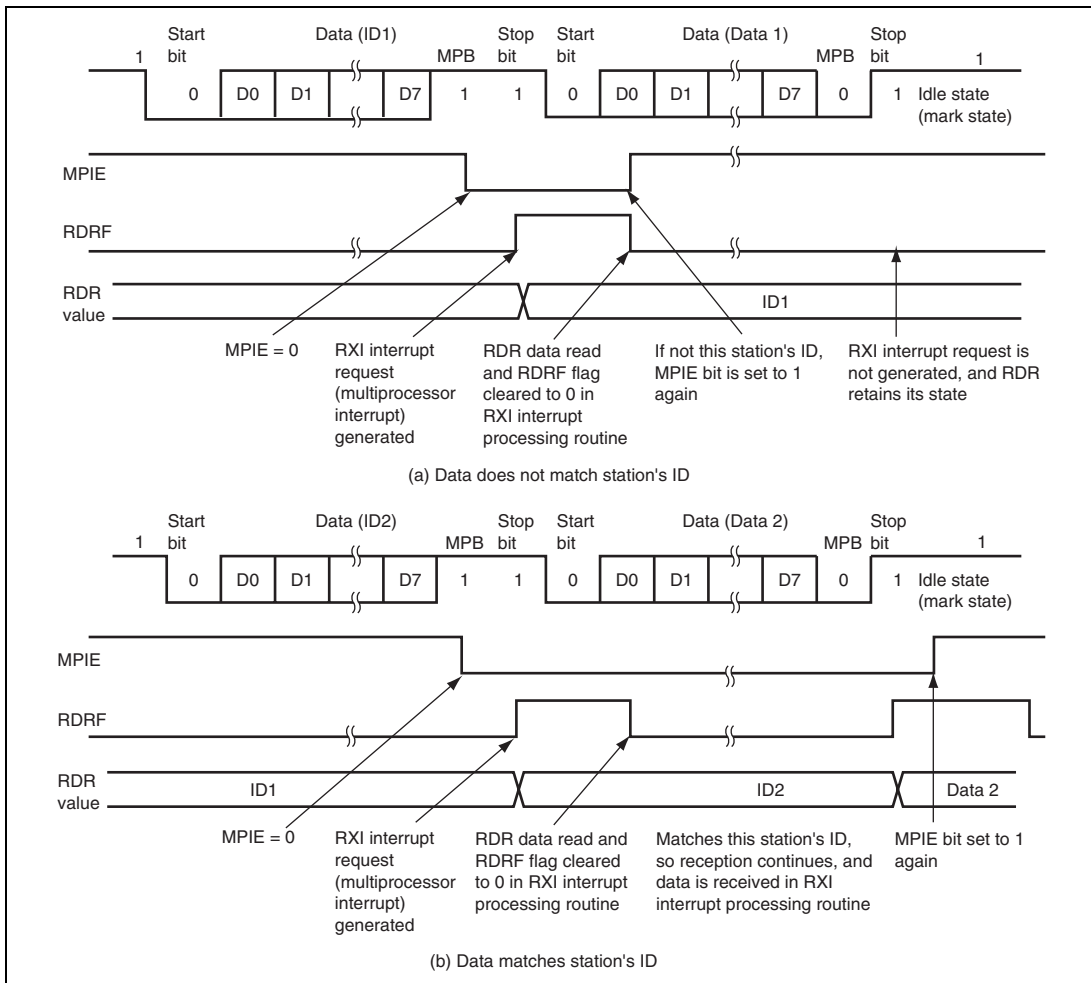 Start bit Data (ID1) MPB Stop bit Start bit Data (Data 1) MPB Stop bit
1 1
0 D0 D1 D7 1 1 0 D0 D1 D7 0 1 Idle state (mark state)
MPIE
RDRF
RDR value
ID1
MPIE = 0
RXI interrupt
request
(multiprocessor
interrupt)
generated
RDR data read
and RDRF flag
cleared to 0 in
RXI interrupt
processing routine
If not this station's ID,
MPIE bit is set to 1
again
RXI interrupt request is
not generated, and RDR
retains its state
(a) Data does not match station's ID
Start bit Data (ID2) MPB Stop bit Start bit Data (Data 2) MPB Stop bit
1 1
0 D0 D1 D7 1 1 0 D0 D1 D7 0 1 Idle state (mark state)
MPIE
RDRF
RDR value
ID1 ID2 Data 2
MPIE = 0
RXI interrupt
request
(multiprocessor
interrupt)
generated
RDR data read and
RDRF flag cleared
to 0 in RXI interrupt
processing routine
Matches this station's ID,
so reception continues, and
data is received in RXI
interrupt processing routine
MPIE bit set to 1
again
(b) Data matches station's ID